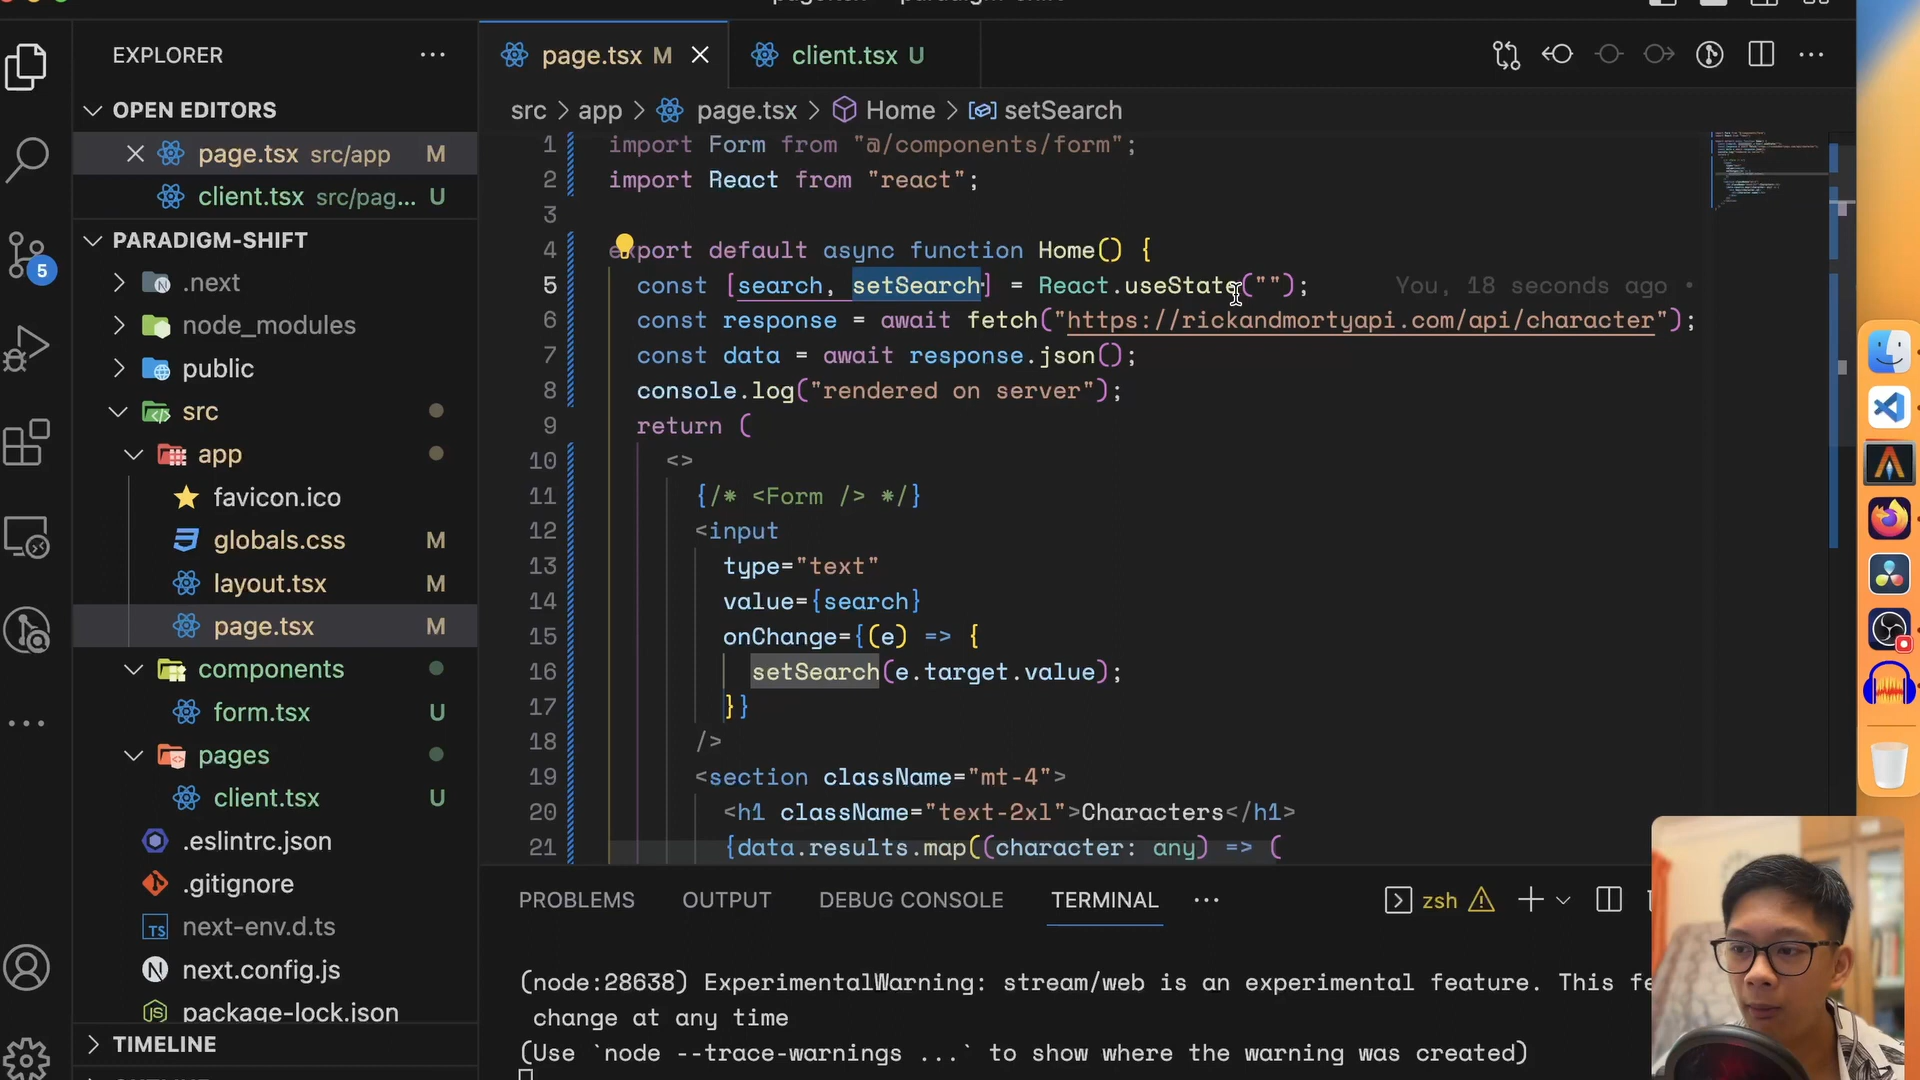 EXPLORER
OPEN EDITORS
page.tsx src/app M
client.tsx src/pag... U
PARADIGM-SHIFT
.next
node_modules
public
src
app
favicon.ico
globals.css M
layout.tsx M
page.tsx M
components
form.tsx U
pages
client.tsx U
.eslintrc.json
.gitignore
next-env.d.ts
next.config.js
package-lock.json
TIMELINE
5
TS
N
page.tsx M
client.tsx U
src > app > page.tsx > Home > setSearch
1 import Form from "@/components/form";
2 import React from "react";
3
4 export default async function Home() {
5 const [search, setSearch] = React.useState(""); You, 18 seconds ago •
6 const response = await fetch("https://rickandmortyapi.com/api/character");
7 const data = await response.json();
8 console.log("rendered on server");
9 return (
10 <>
11 {/* <Form /> */}
12 <input
13 type="text"
14 value={search}
15 onChange={(e) => {
16 setSearch(e.target.value);
17 }}
18 />
19 <section className="mt-4">
20 <h1 className="text-2xl">Characters</h1>
21 {data.results.map((character: any) => (
PROBLEMS OUTPUT DEBUG CONSOLE TERMINAL ... zsh
(node:28638) ExperimentalWarning: stream/web is an experimental feature. This
change at any time
(Use `node --trace-warnings ...` to show where the warning was created)